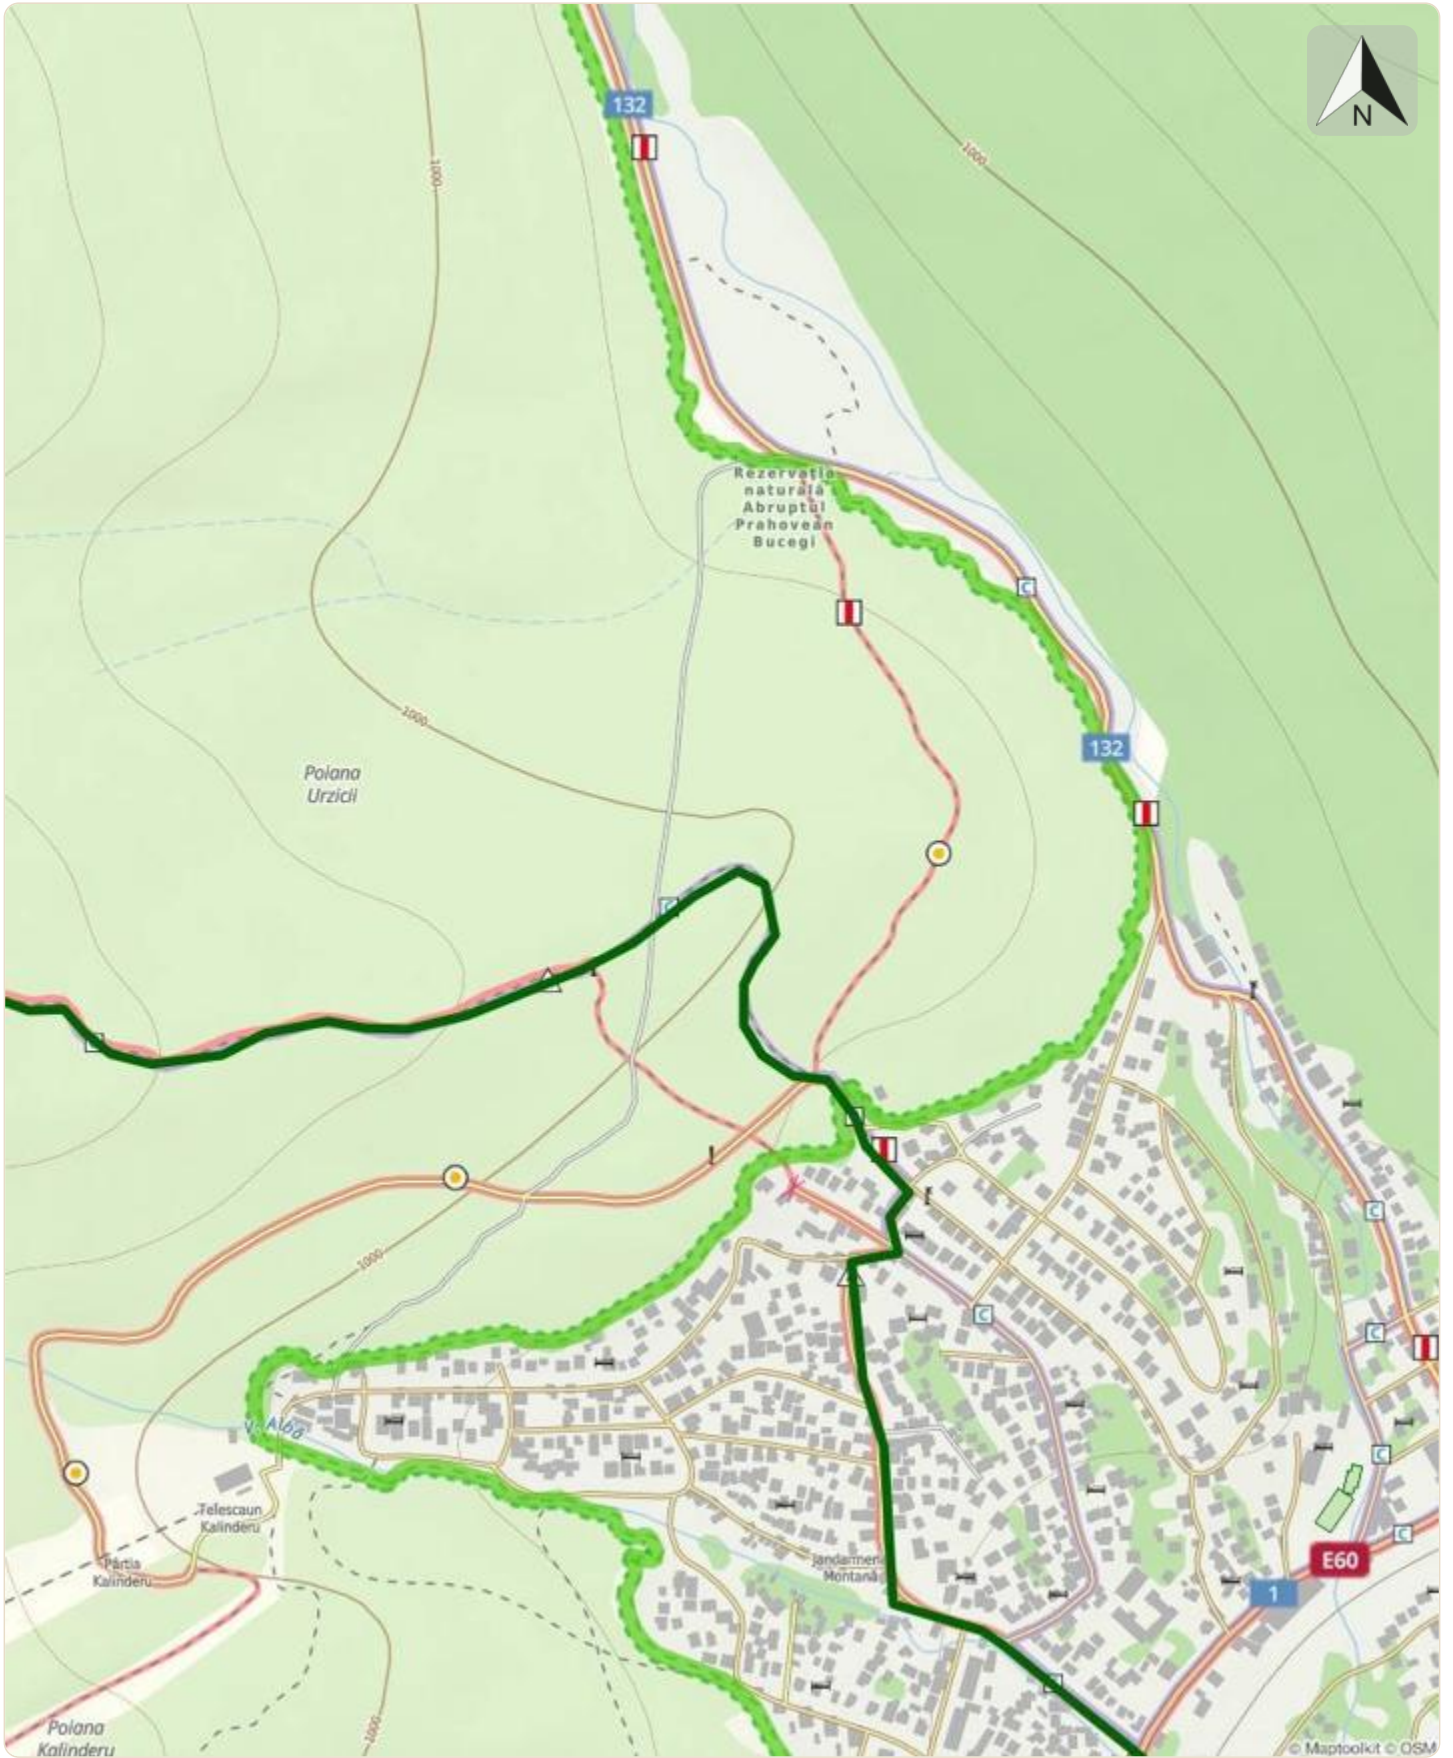 132
N
1000
1000
Rezervația
naturală
Abruptul
Prahovean
Bucegi
C
1000
132
Poiana
Urzicii
C
!
C
1000
C
C
V. Albă
C
Telescaun
Kalinderu
Pârtia
Kalinderu
Jandarmeria
Montană
C
E60
1
Poiana
Kalinderu
1000
© Maptoolkit © OSM